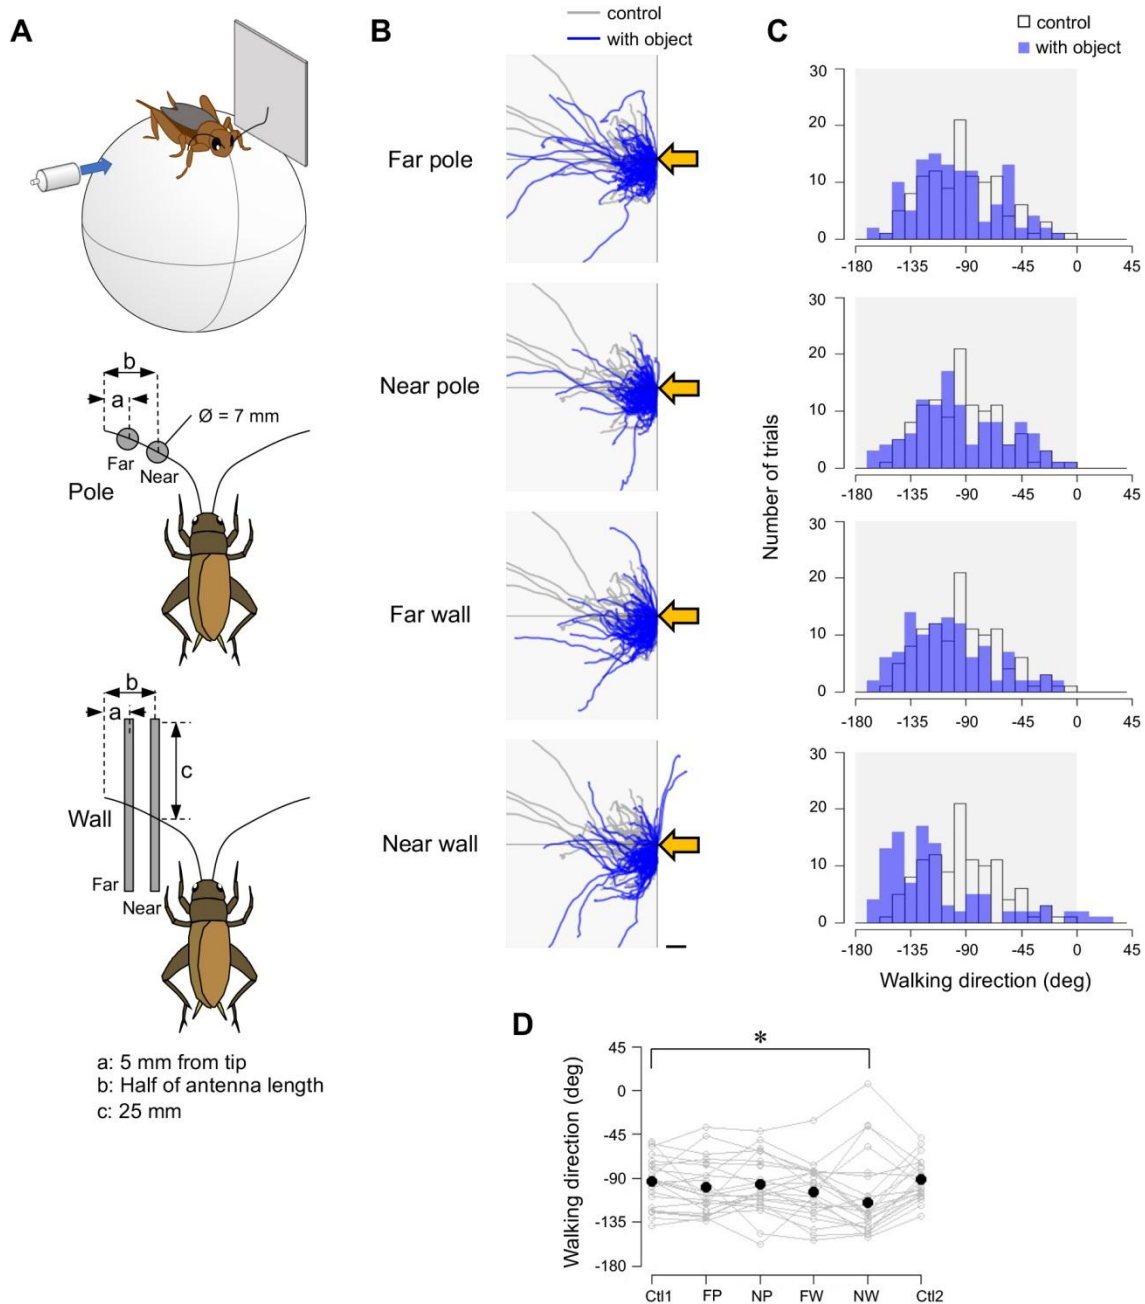 A
b
a
Ø = 7 mm
Far
Near
Pole
b
a
c
Wall
Far
Near
a: 5 mm from tip
b: Half of antenna length
c: 25 mm
B
control
with object
Far pole
Near pole
Far wall
Near wall
C
control
with object
Number of trials
30
20
10
0
-180 -135 -90 -45 0 45
30
20
10
0
-180 -135 -90 -45 0 45
30
20
10
0
-180 -135 -90 -45 0 45
30
20
10
0
-180 -135 -90 -45 0 45
Walking direction (deg)
D
*
Walking direction (deg)
45
0
-45
-90
-135
-180
Ctl1 FP NP FW NW Ctl2